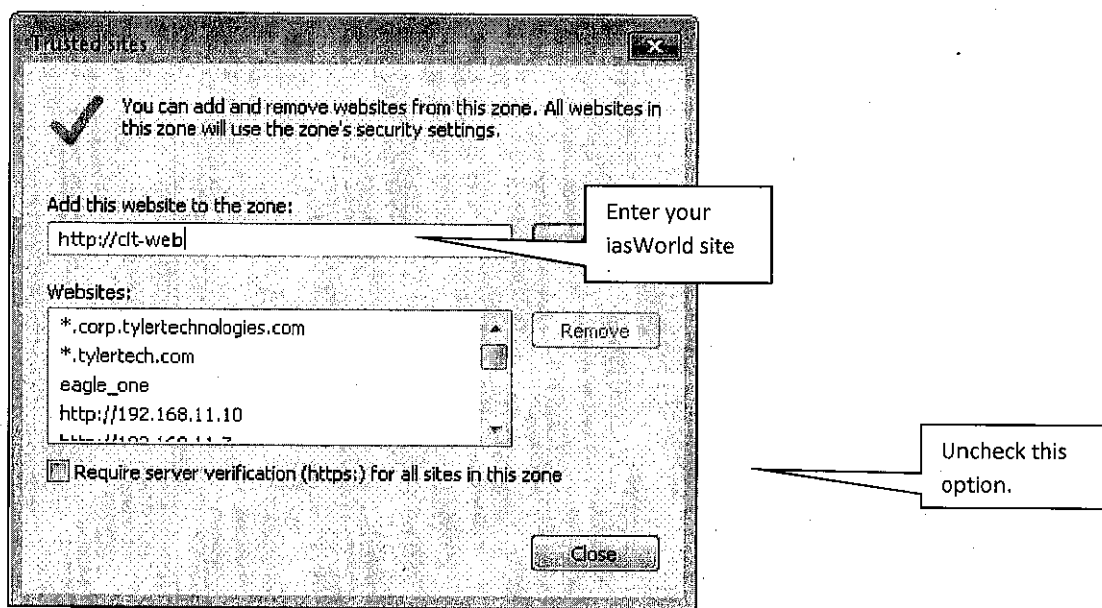 Trusted sites
You can add and remove websites from this zone. All websites in
this zone will use the zone's security settings.
Add this website to the zone:
http://clt-web
Enter your
iasWorld site
Websites:
*.corp.tylertechnologies.com
*.tylertech.com
eagle_one
http://192.168.11.10
Remove
Require server verification (https:) for all sites in this zone
Uncheck this
option.
Close